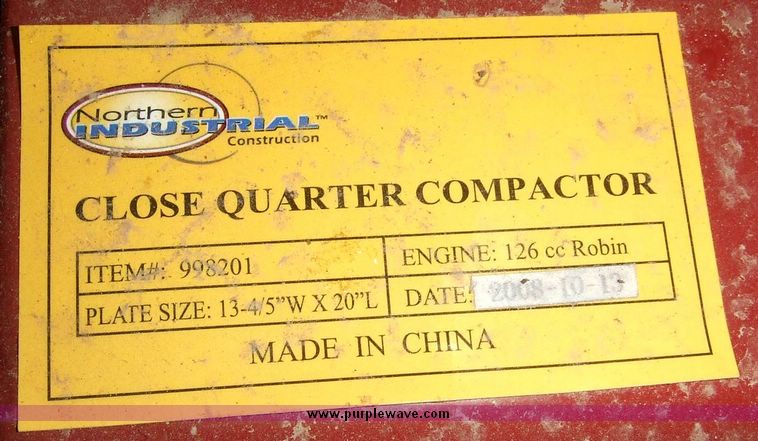 Northern
INDUSTRIAL™
Construction
CLOSE QUARTER COMPACTOR
ITEM#: 998201
ENGINE: 126 cc Robin
PLATE SIZE: 13-4/5”W X 20”L
DATE: 2008-10-13
MADE IN CHINA
www.purplewave.com